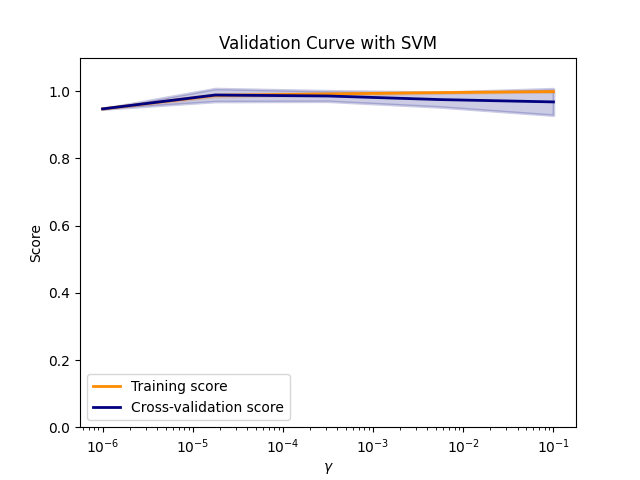 Validation Curve with SVM
Score
1.0
0.8
0.6
0.4
0.2
0.0
Training score
Cross-validation score
10⁻⁶ 10⁻⁵ 10⁻⁴ 10⁻³ 10⁻² 10⁻¹
γ